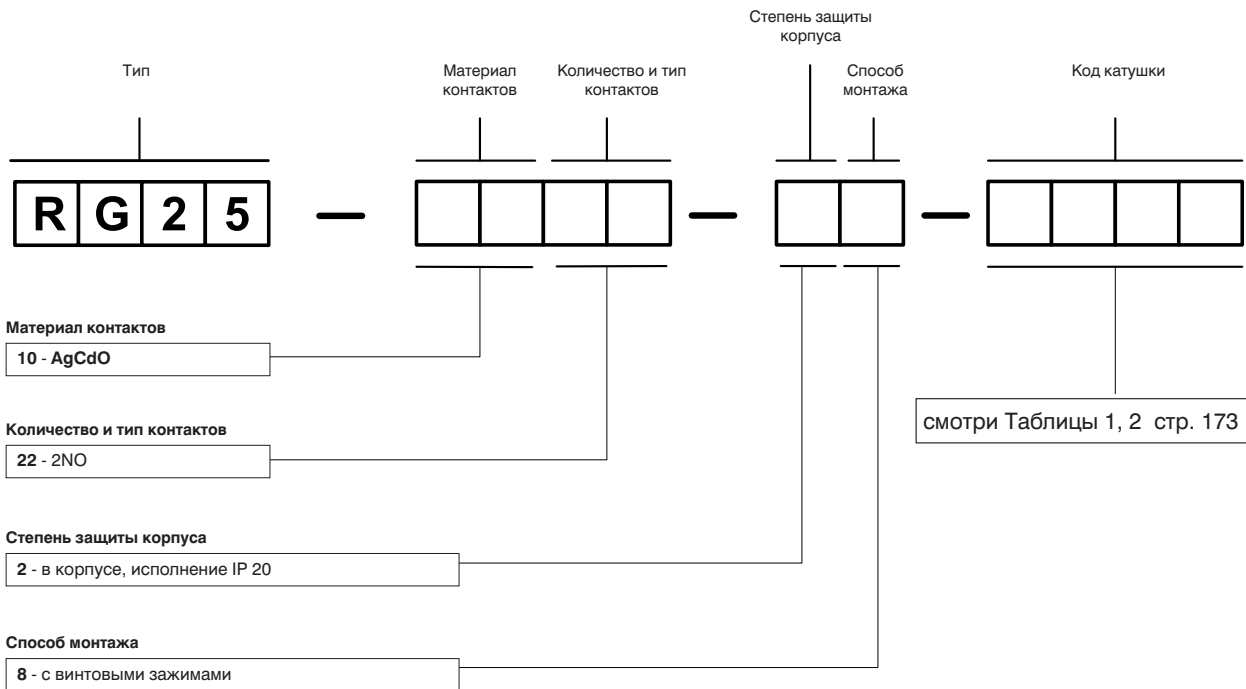 Степень защиты
корпуса
Тип
Материал
контактов
Количество и тип
контактов
Способ
монтажа
Код катушки
RG25 — —  —
Материал контактов
10 - AgCdO
Количество и тип контактов
22 - 2NO
смотри Таблицы 1, 2 стр. 173
Степень защиты корпуса
2 - в корпусе, исполнение IP 20
Способ монтажа
8 - с винтовыми зажимами